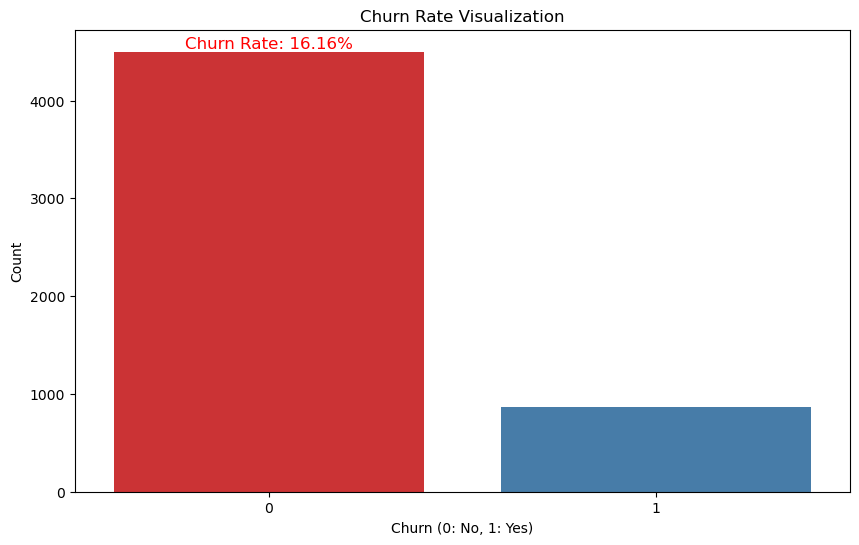 Churn Rate Visualization
Churn Rate: 16.16%
4000
3000
2000
1000
0
Count
0 1
Churn (0: No, 1: Yes)